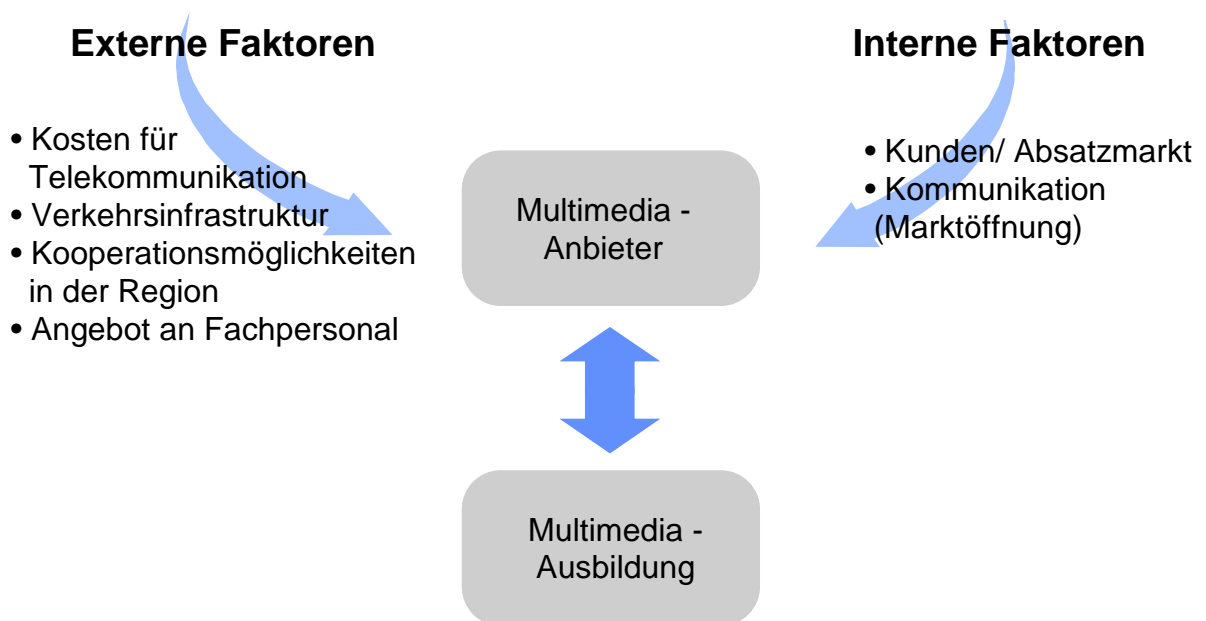 Externe Faktoren
• Kosten für
Telekommunikation
• Verkehrsinfrastruktur
• Kooperationsmöglichkeiten
in der Region
• Angebot an Fachpersonal
Interne Faktoren
• Kunden/ Absatzmarkt
• Kommunikation
(Marktöffnung)
Multimedia -
Anbieter
Multimedia -
Ausbildung